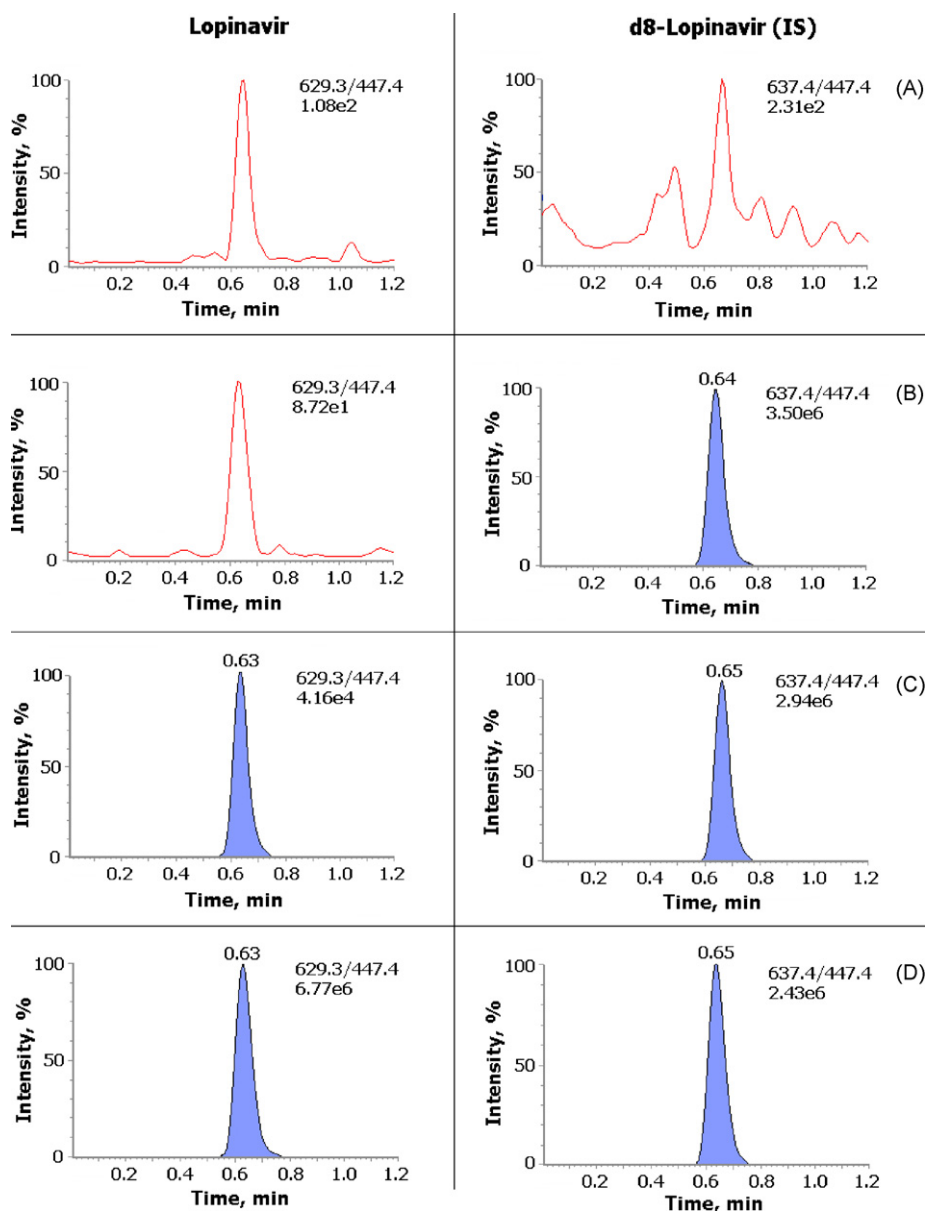 Lopinavir
d8-Lopinavir (IS)
629.3/447.4
1.08e2
Intensity, %
100
50
0
0.2 0.4 0.6 0.8 1.0 1.2
Time, min
637.4/447.4
2.31e2
(A)
Intensity, %
100
50
0
0.2 0.4 0.6 0.8 1.0 1.2
Time, min
629.3/447.4
8.72e1
Intensity, %
100
50
0
0.2 0.4 0.6 0.8 1.0 1.2
Time, min
0.64
637.4/447.4
3.50e6
(B)
Intensity, %
100
50
0
0.2 0.4 0.6 0.8 1.0 1.2
Time, min
0.63
629.3/447.4
4.16e4
Intensity, %
100
50
0
0.2 0.4 0.6 0.8 1.0 1.2
Time, min
0.65
637.4/447.4
2.94e6
(C)
Intensity, %
100
50
0
0.2 0.4 0.6 0.8 1.0 1.2
Time, min
0.63
629.3/447.4
6.77e6
Intensity, %
100
50
0
0.2 0.4 0.6 0.8 1.0 1.2
Time, min
0.65
637.4/447.4
2.43e6
(D)
Intensity, %
100
50
0
0.2 0.4 0.6 0.8 1.0 1.2
Time, min